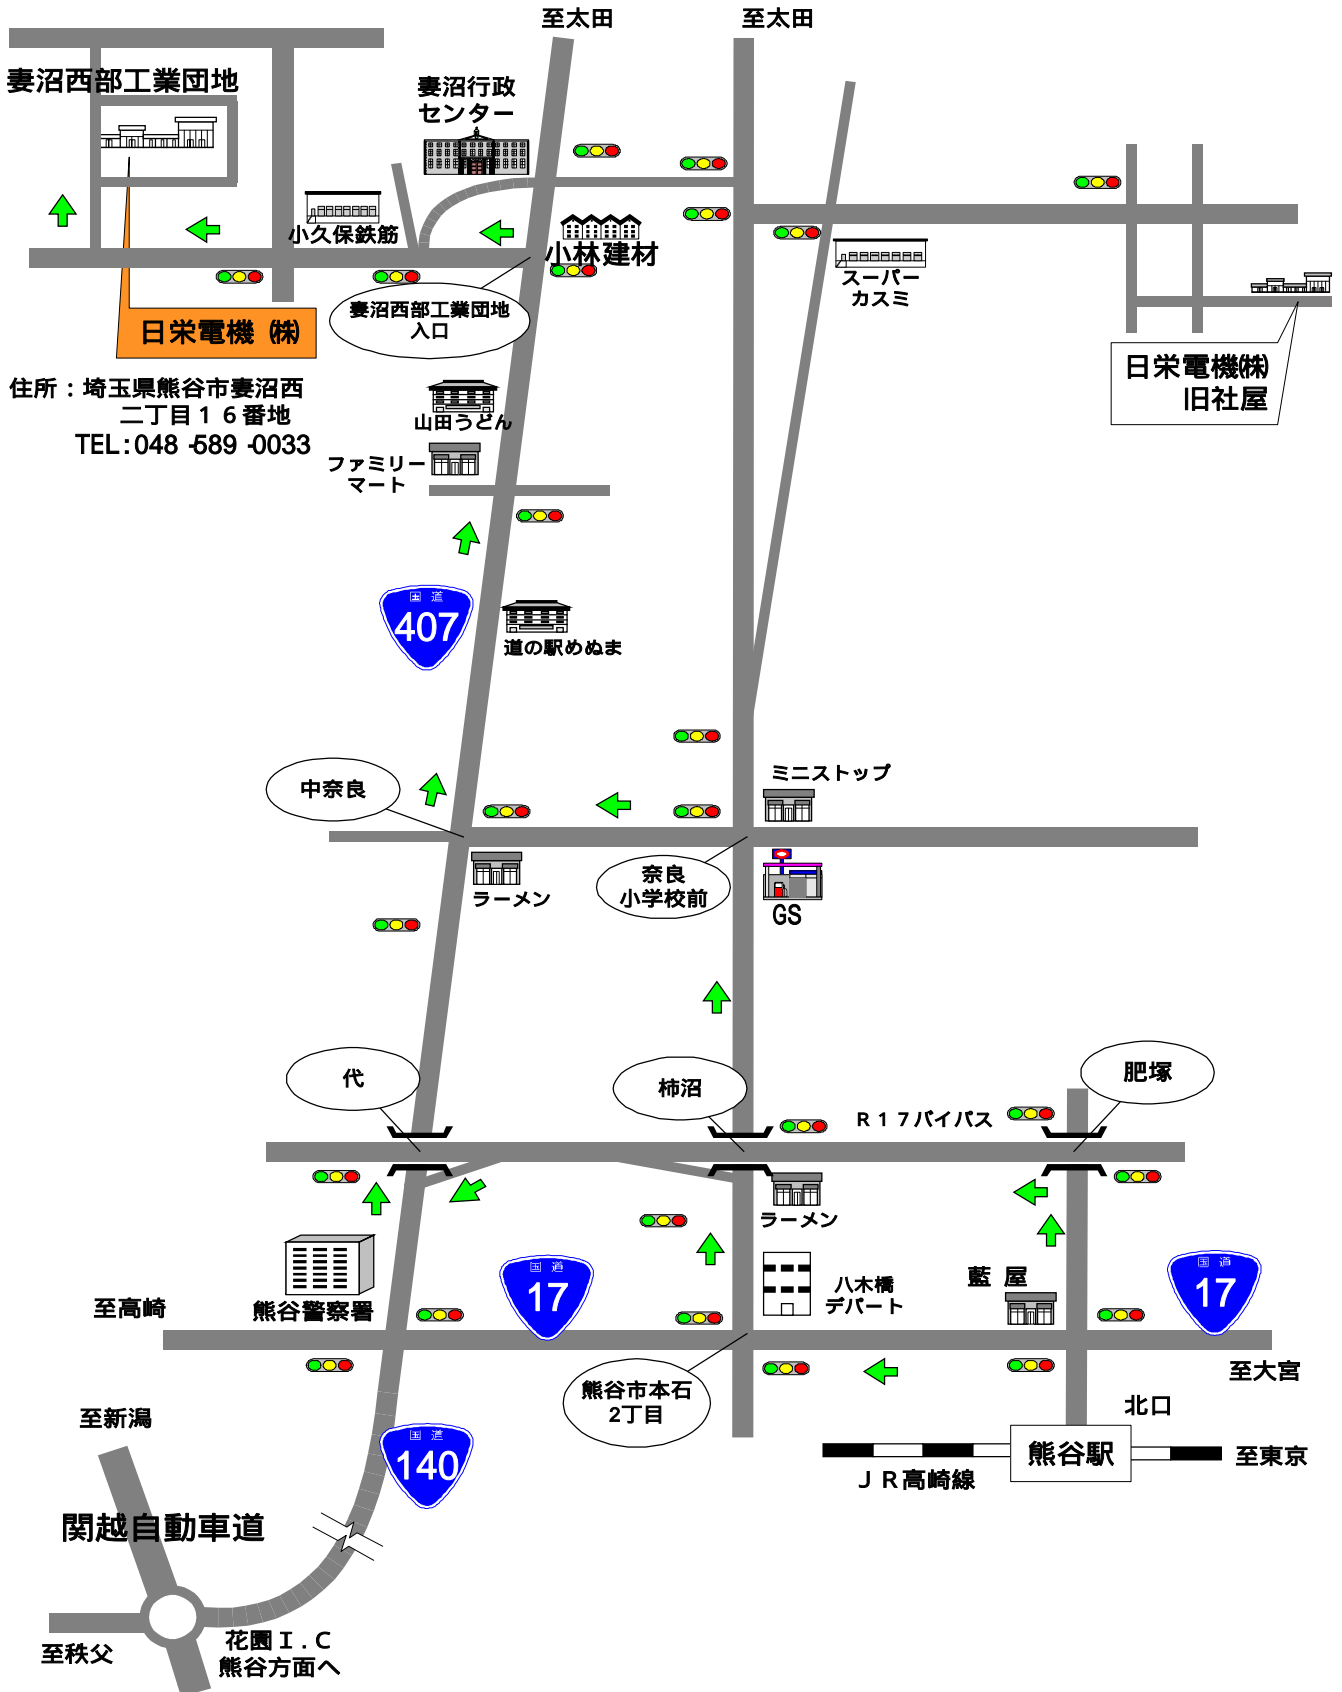 至太田
至太田
妻沼西部工業団地
妻沼行政
センター
小久保鉄筋
小林建材
スーパー
カスミ
妻沼西部工業団地
入口
日栄電機 ㈱
日栄電機㈱
旧社屋
住所：埼玉県熊谷市妻沼西
二丁目１６番地
TEL:048-589-0033
山田うどん
ファミリー
マート
国道
407
道の駅めぬま
中奈良
ミニストップ
奈良
小学校前
ラーメン
GS
代
柿沼
肥塚
Ｒ１７バイパス
ラーメン
国道
17
国道
17
藍屋
八木橋
デパート
至高崎
熊谷警察署
至大宮
熊谷市本石
2丁目
北口
至新潟
国道
140
熊谷駅
至東京
ＪＲ高崎線
関越自動車道
花園Ｉ.Ｃ
熊谷方面へ
至秩父